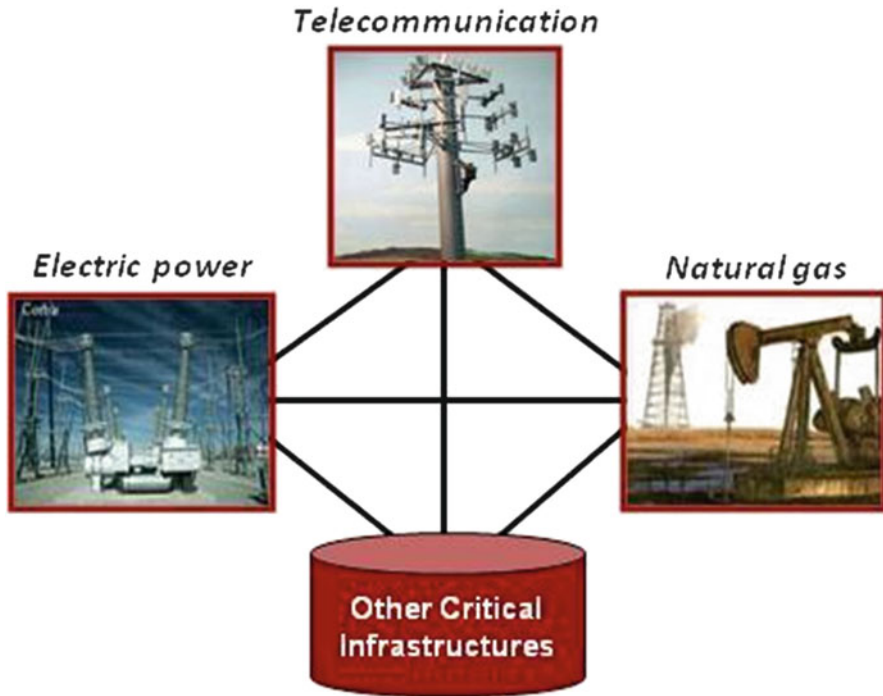 Telecommunication
Electric power
Natural gas
Other Critical
Infrastructures